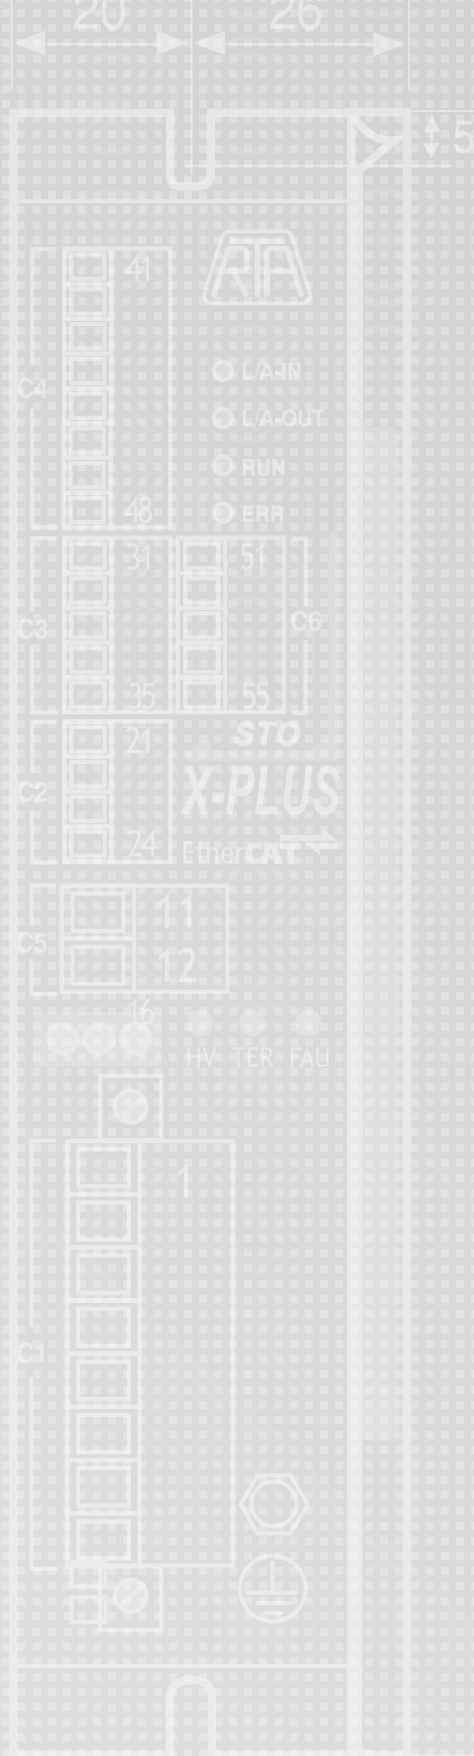 20 26
5
RTA
41
L/A-IN
C4
L/A-OUT
RUN
48
ERR
31 51
C3
C6
35 55
STO
21
X-PLUS
C2
24
EtherCAT
11
C5
12
16
HV TER FAU
1
C1